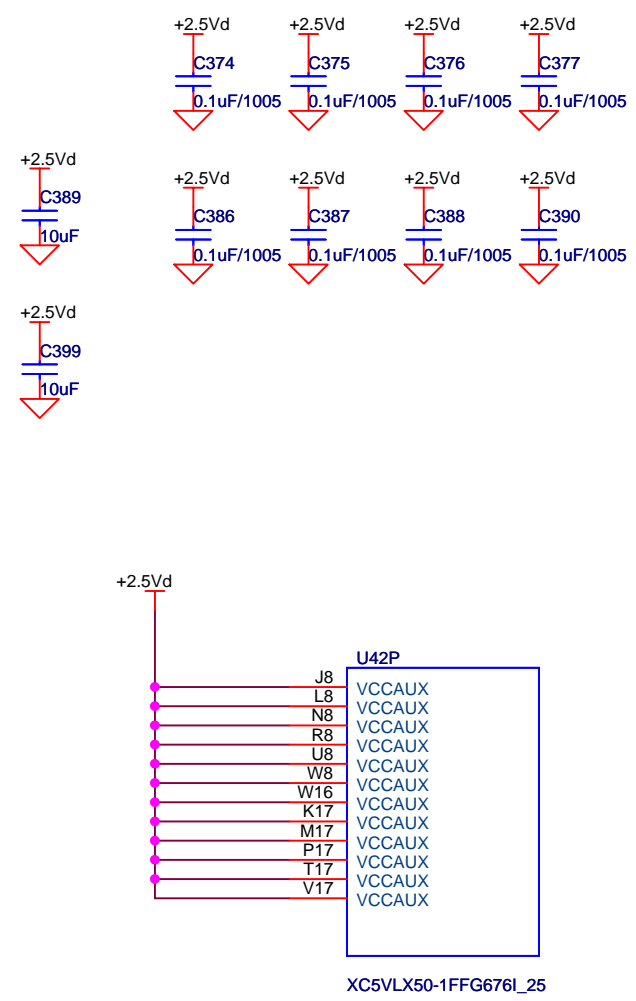 +2.5Vd +2.5Vd +2.5Vd +2.5Vd
C374 C375 C376 C377
0.1uF/1005 0.1uF/1005 0.1uF/1005 0.1uF/1005
+2.5Vd +2.5Vd +2.5Vd +2.5Vd +2.5Vd
C389 C386 C387 C388 C390
10uF 0.1uF/1005 0.1uF/1005 0.1uF/1005 0.1uF/1005
+2.5Vd
C399
10uF
+2.5Vd
U42P
J8 VCCAUX
L8 VCCAUX
N8 VCCAUX
R8 VCCAUX
U8 VCCAUX
W8 VCCAUX
W16 VCCAUX
K17 VCCAUX
M17 VCCAUX
P17 VCCAUX
T17 VCCAUX
V17 VCCAUX
XC5VLX50-1FFG676I_25